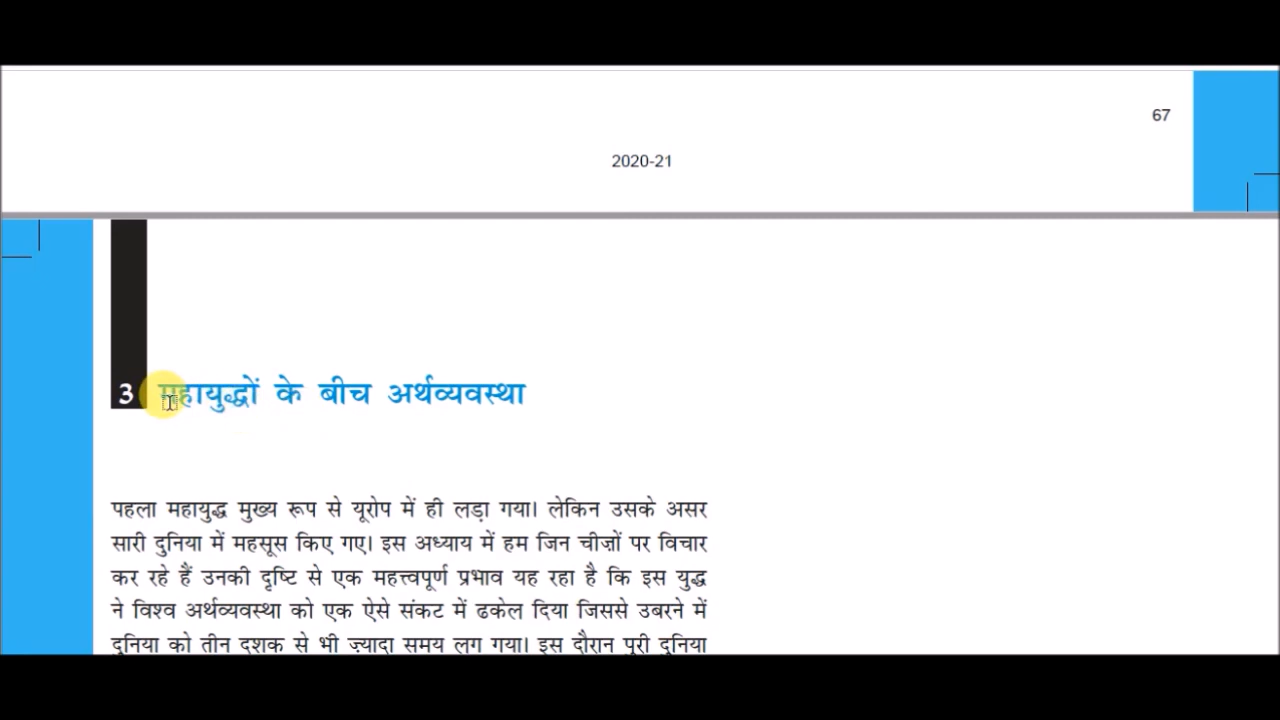 67
2020-21
3 महायुद्धों के बीच अर्थव्यवस्था
पहला महायुद्ध मुख्य रूप से यूरोप में ही लड़ा गया। लेकिन उसके असर
सारी दुनिया में महसूस किए गए। इस अध्याय में हम जिन चीज़ों पर विचार
कर रहे हैं उनकी दृष्टि से एक महत्त्वपूर्ण प्रभाव यह रहा है कि इस युद्ध
ने विश्व अर्थव्यवस्था को एक ऐसे संकट में ढकेल दिया जिससे उबरने में
दुनिया को तीन दशक से भी ज़्यादा समय लग गया। इस दौरान पूरी दुनिया